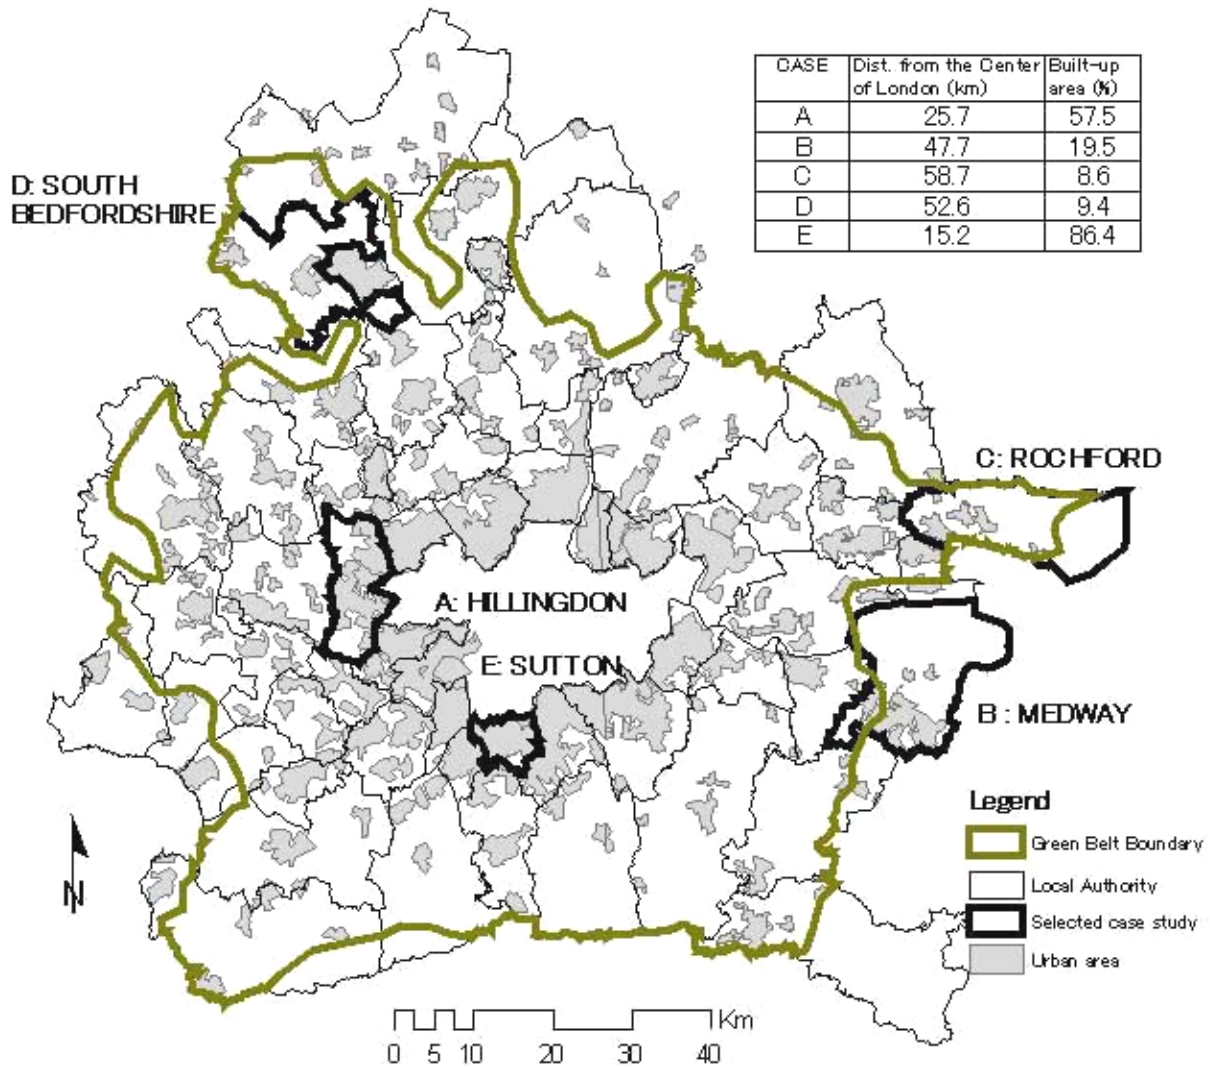 CASE Dist. from the Center of London (km) Built-up area (%)
A 25.7 57.5
B 47.7 19.5
C 58.7 8.6
D 52.6 9.4
E 15.2 86.4
D: SOUTH
BEDFORDSHIRE
C: ROCHFORD
A: HILLINGDON
E: SUTTON
B : MEDWAY
Legend
Green Belt Boundary
Local Authority
Selected case study
Urban area
N
Km
0 5 10 20 30 40